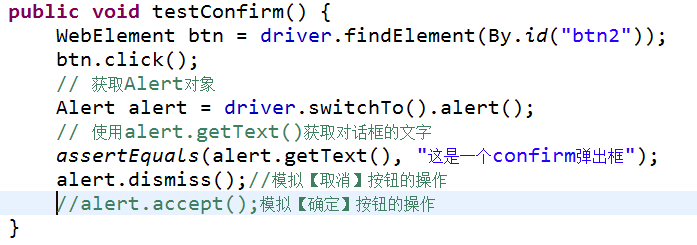 public void testConfirm() {
WebElement btn = driver.findElement(By.id("btn2"));
btn.click();
// 获取Alert对象
Alert alert = driver.switchTo().alert();
// 使用alert.getText()获取对话框的文字
assertEquals(alert.getText(), "这是一个confirm弹出框");
alert.dismiss();//模拟【取消】按钮的操作
//alert.accept();模拟【确定】按钮的操作
}